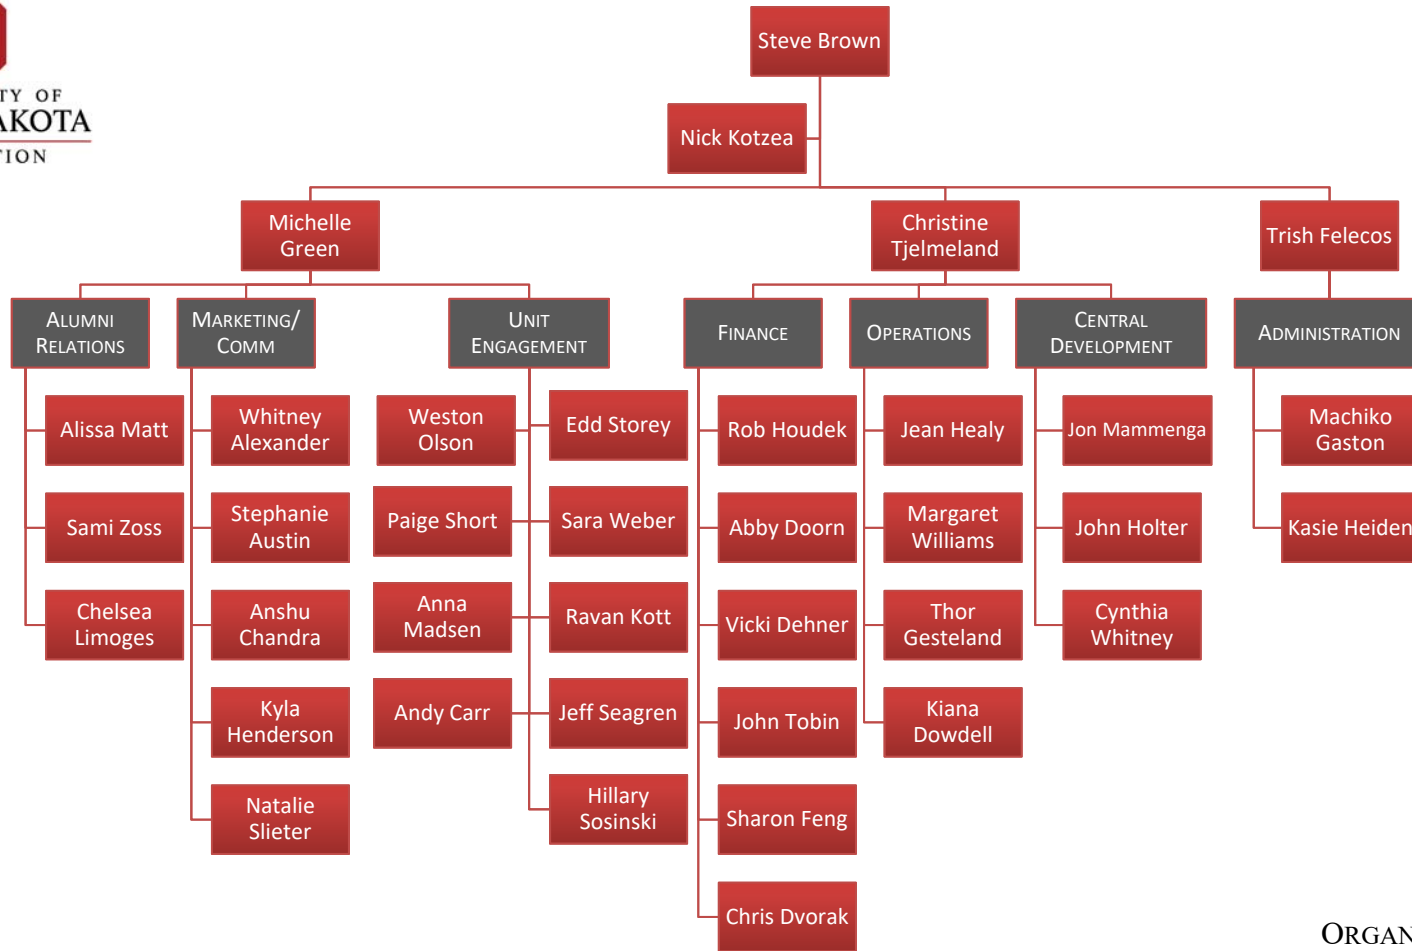 Steve Brown
TY OF
AKOTA
TION
Nick Kotzea
Michelle
Green
Christine
Tjelmeland
Trish Felecos
ALUMNI
RELATIONS
MARKETING/
COMM
UNIT
ENGAGEMENT
FINANCE
OPERATIONS
CENTRAL
DEVELOPMENT
ADMINISTRATION
Alissa Matt
Sami Zoss
Chelsea
Limoges
Whitney
Alexander
Stephanie
Austin
Anshu
Chandra
Kyla
Henderson
Natalie
Slieter
Weston
Olson
Paige Short
Anna
Madsen
Andy Carr
Edd Storey
Sara Weber
Ravan Kott
Jeff Seagren
Hillary
Sosinski
Rob Houdek
Abby Doorn
Vicki Dehner
John Tobin
Sharon Feng
Chris Dvorak
Jean Healy
Margaret
Williams
Thor
Gesteland
Kiana
Dowdell
Jon Mammenga
John Holter
Cynthia
Whitney
Machiko
Gaston
Kasie Heiden
ORGAN